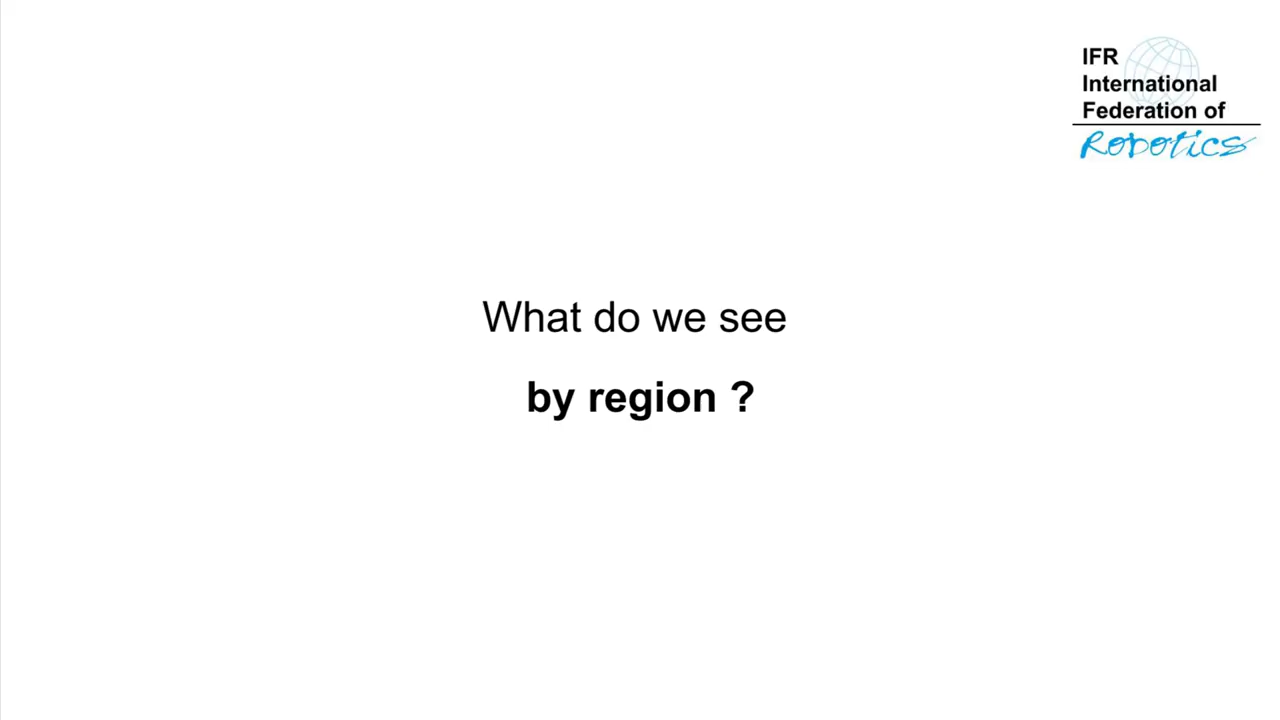 IFR
International
Federation of
Robotics
What do we see
by region ?